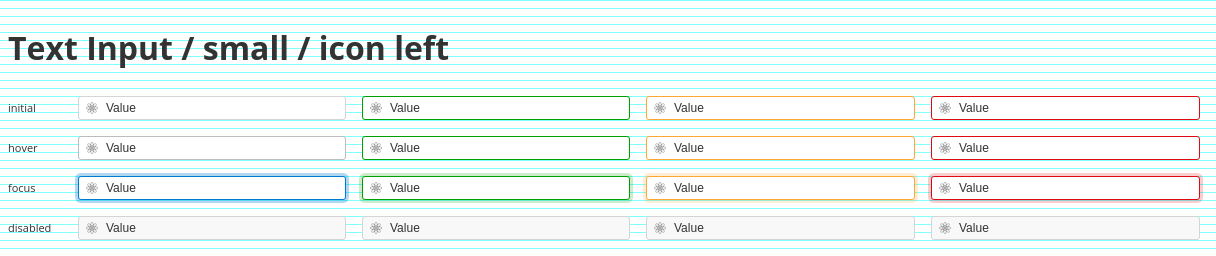 Text Input / small / icon left
initial Value Value Value Value
hover Value Value Value Value
focus Value Value Value Value
disabled Value Value Value Value